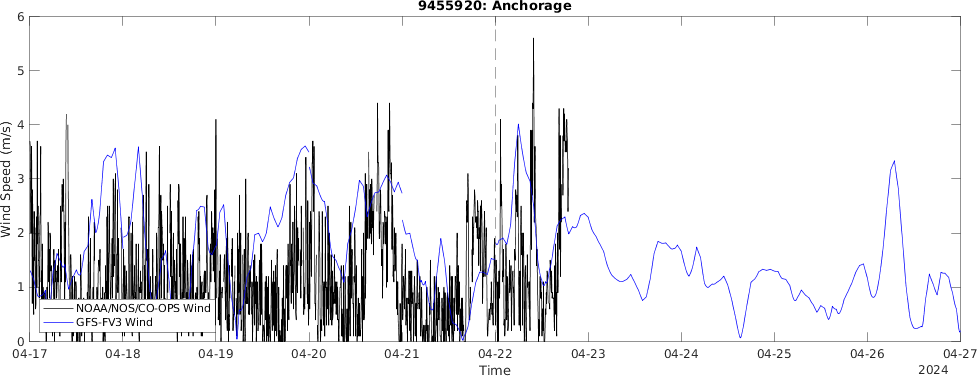 9455920: Anchorage
6
5
4
3
2
1
0
Wind Speed (m/s)
NOAA/NOS/CO-OPS Wind
GFS-FV3 Wind
04-17 04-18 04-19 04-20 04-21 04-22 04-23 04-24 04-25 04-26 04-27
Time
2024